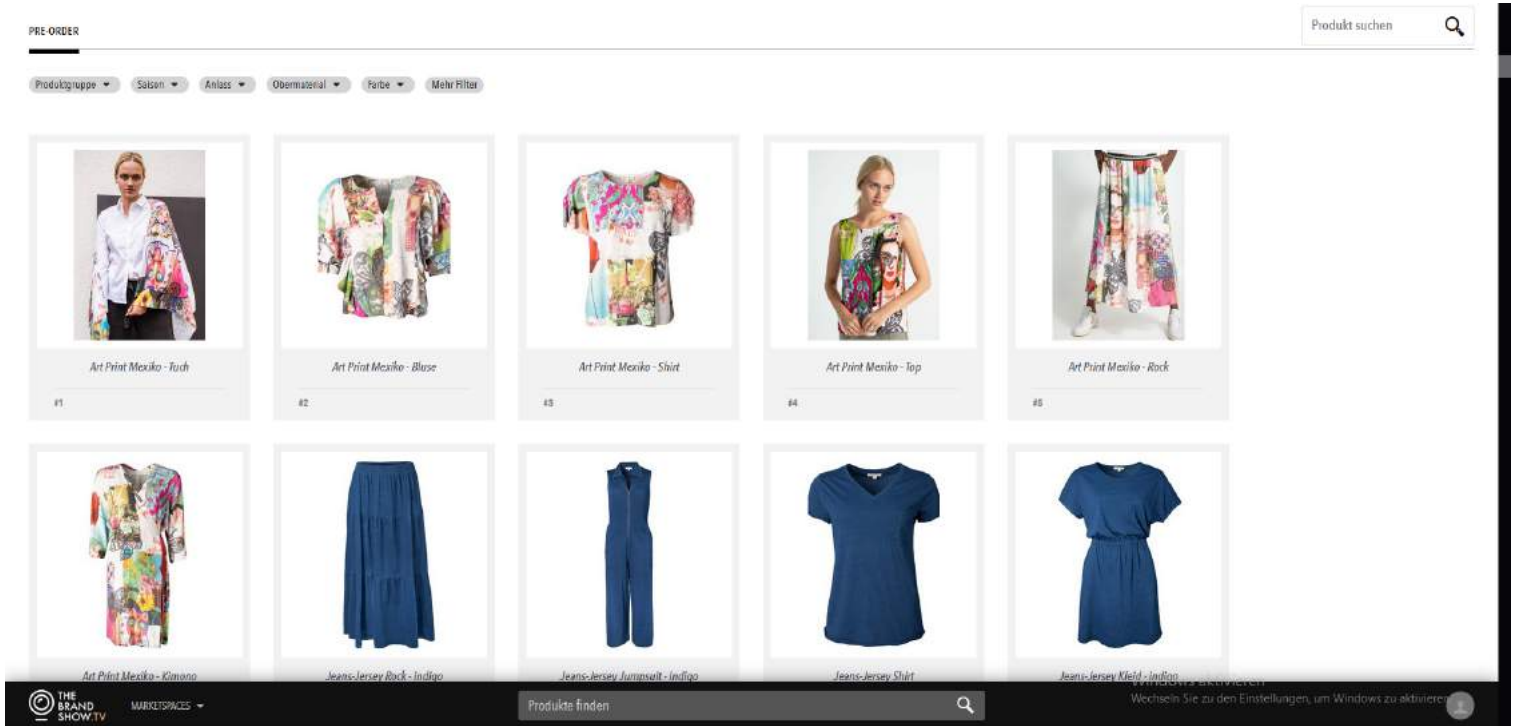 PRE-ORDER
Produkt suchen
Produktgruppe Saison Anlass Obermaterial Farbe Mehr Filter
Art Print Mexiko - Tuch
Art Print Mexiko - Bluse
Art Print Mexiko - Shirt
Art Print Mexiko - Top
Art Print Mexiko - Rock
#1
#2
#3
#4
#5
Art Print Mexiko - Kimono
Jeans-Jersey Rock - Indigo
Jeans-Jersey Jumpsuit - Indigo
Jeans-Jersey Shirt
Jeans-Jersey Kleid - Indigo
Windows aktivieren
Wechseln Sie zu den Einstellungen, um Windows zu aktivieren
THE
BRAND
SHOW.TV
MARKETSPACES
Produkte finden